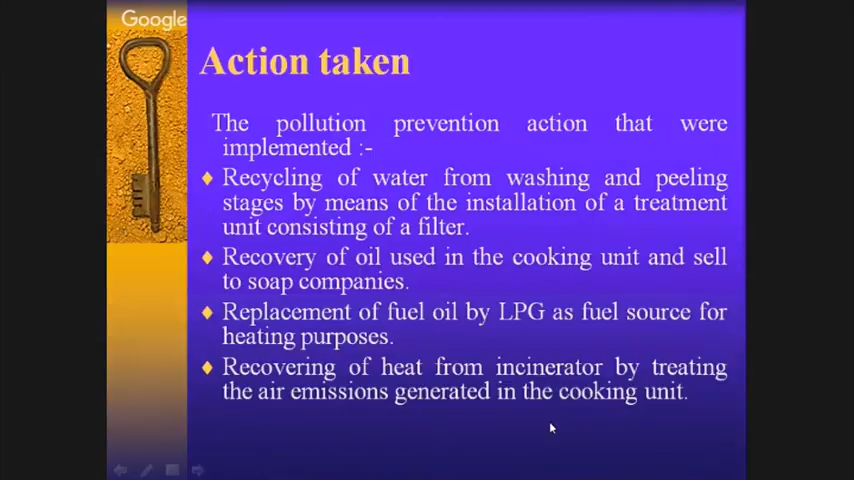 Google
Action taken
The pollution prevention action that were
implemented :-
Recycling of water from washing and peeling
stages by means of the installation of a treatment
unit consisting of a filter.
Recovery of oil used in the cooking unit and sell
to soap companies.
Replacement of fuel oil by LPG as fuel source for
heating purposes.
Recovering of heat from incinerator by treating
the air emissions generated in the cooking unit.